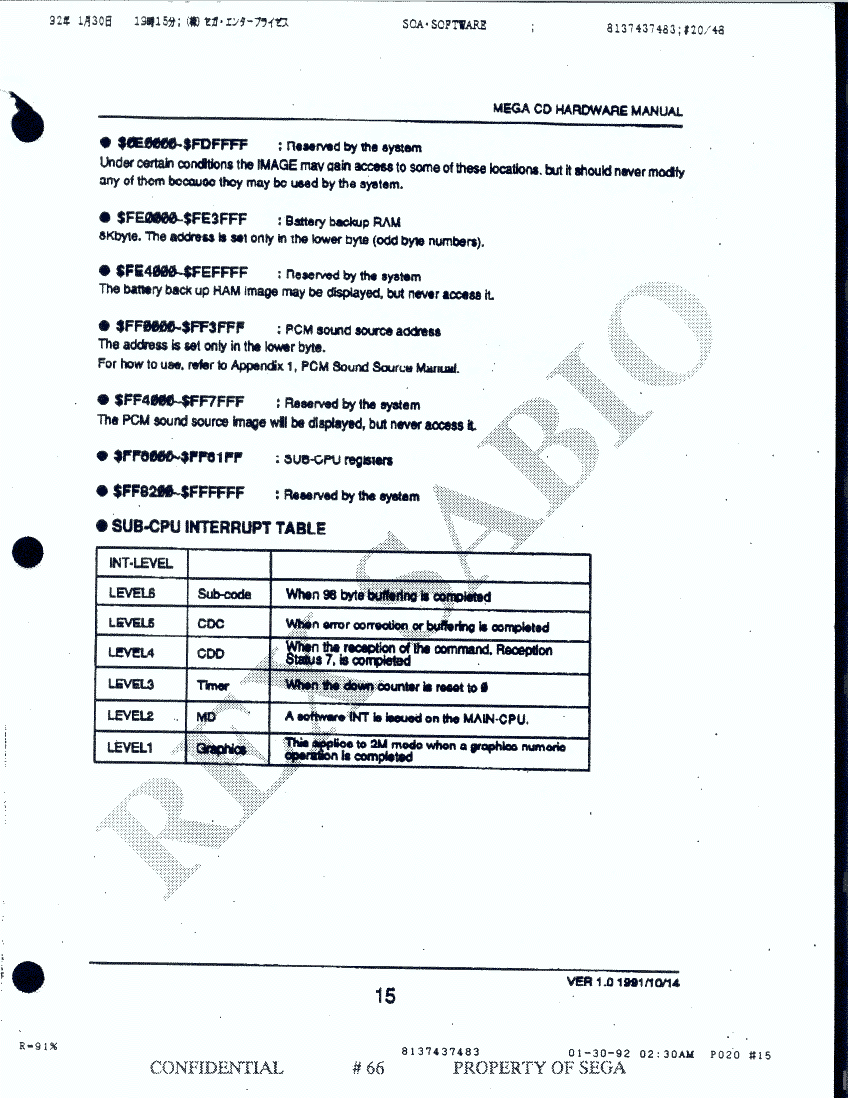 92年 1月30日 19時15分; (株) セガ・エンタープライゼス SOA・SOFTWARE ; 8137437483;#20/48
MEGA CD HARDWARE MANUAL
● $0E0000~$FDFFFF : Reserved by the system
Under certain conditions the IMAGE may gain access to some of these locations, but it should never modify
any of them because they may be used by the system.
● $FE0000~$FE3FFF : Battery backup RAM
8Kbyte. The address is set only in the lower byte (odd byte numbers).
● $FE4000~$FEFFFF : Reserved by the system
The battery back up RAM image may be displayed, but never access it.
● $FF0000~$FF3FFF : PCM sound source address
The address is set only in the lower byte.
For how to use, refer to Appendix 1, PCM Sound Source Manual.
● $FF4000~$FF7FFF : Reserved by the system
The PCM sound source image will be displayed, but never access it.
● $FF8000~$FF81FF : SUB-CPU registers
● $FF8200~$FFFFFF : Reserved by the system
● SUB-CPU INTERRUPT TABLE
INT-LEVEL
LEVEL6 Sub-code When 98 byte buffering is completed
LEVEL5 CDC When error correction or buffering is completed
LEVEL4 CDD When the reception of the command, Reception
Status 7, is completed
LEVEL3 Timer When the down counter is reset to 0
LEVEL2 MD A software INT is issued on the MAIN-CPU.
LEVEL1 Graphics This applies to 2M mode when a graphics numeric
operation is completed
REX SABIO
VER 1.0 1991/10/14
15
R=91%
8137437483 01-30-92 02:30AM P020 #15
CONFIDENTIAL #66 PROPERTY OF SEGA